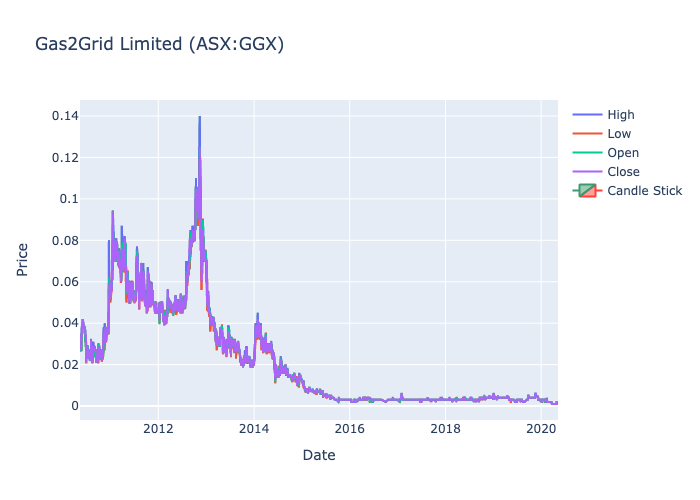 Gas2Grid Limited (ASX:GGX)
0.14
0.12
0.1
0.08
0.06
0.04
0.02
0
2012
2014
2016
2018
2020
Price
Date
High
Low
Open
Close
Candle Stick